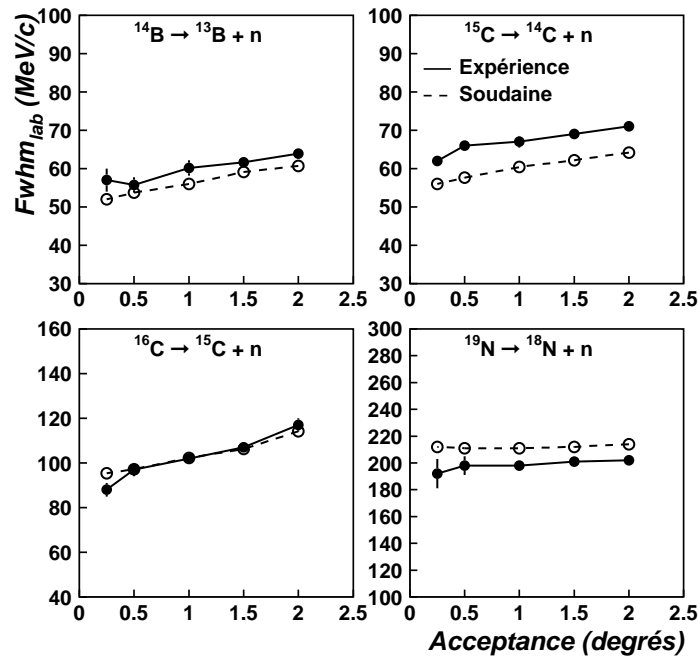 ¹⁴B → ¹³B + n
¹⁵C → ¹⁴C + n
Expérience
Soudaine
Fwhm_lab (MeV/c)
100
90
80
70
60
50
40
30
0 0.5 1 1.5 2 2.5
100
90
80
70
60
50
40
30
0 0.5 1 1.5 2 2.5
¹⁶C → ¹⁵C + n
¹⁹N → ¹⁸N + n
160
140
120
100
80
60
40
0 0.5 1 1.5 2 2.5
300
280
260
240
220
200
180
160
140
120
100
0 0.5 1 1.5 2 2.5
Acceptance (degrés)